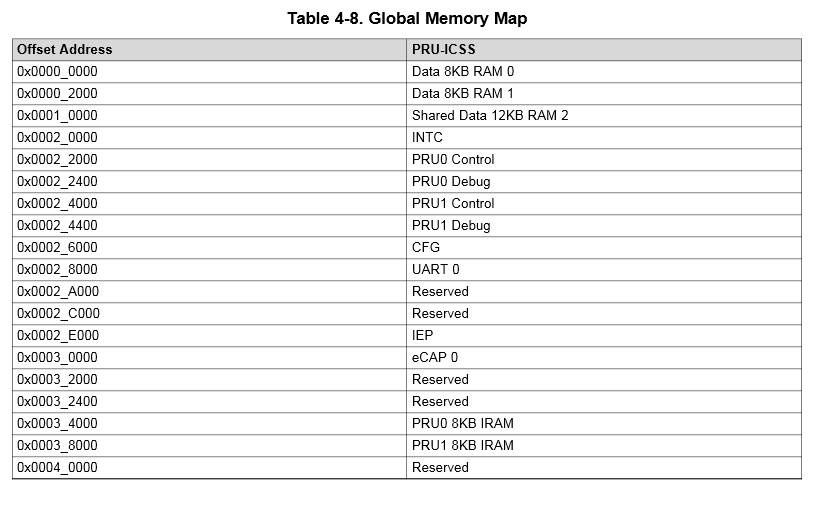 Table 4-8. Global Memory Map
Offset Address PRU-ICSS
0x0000_0000 Data 8KB RAM 0
0x0000_2000 Data 8KB RAM 1
0x0001_0000 Shared Data 12KB RAM 2
0x0002_0000 INTC
0x0002_2000 PRU0 Control
0x0002_2400 PRU0 Debug
0x0002_4000 PRU1 Control
0x0002_4400 PRU1 Debug
0x0002_6000 CFG
0x0002_8000 UART 0
0x0002_A000 Reserved
0x0002_C000 Reserved
0x0002_E000 IEP
0x0003_0000 eCAP 0
0x0003_2000 Reserved
0x0003_2400 Reserved
0x0003_4000 PRU0 8KB IRAM
0x0003_8000 PRU1 8KB IRAM
0x0004_0000 Reserved